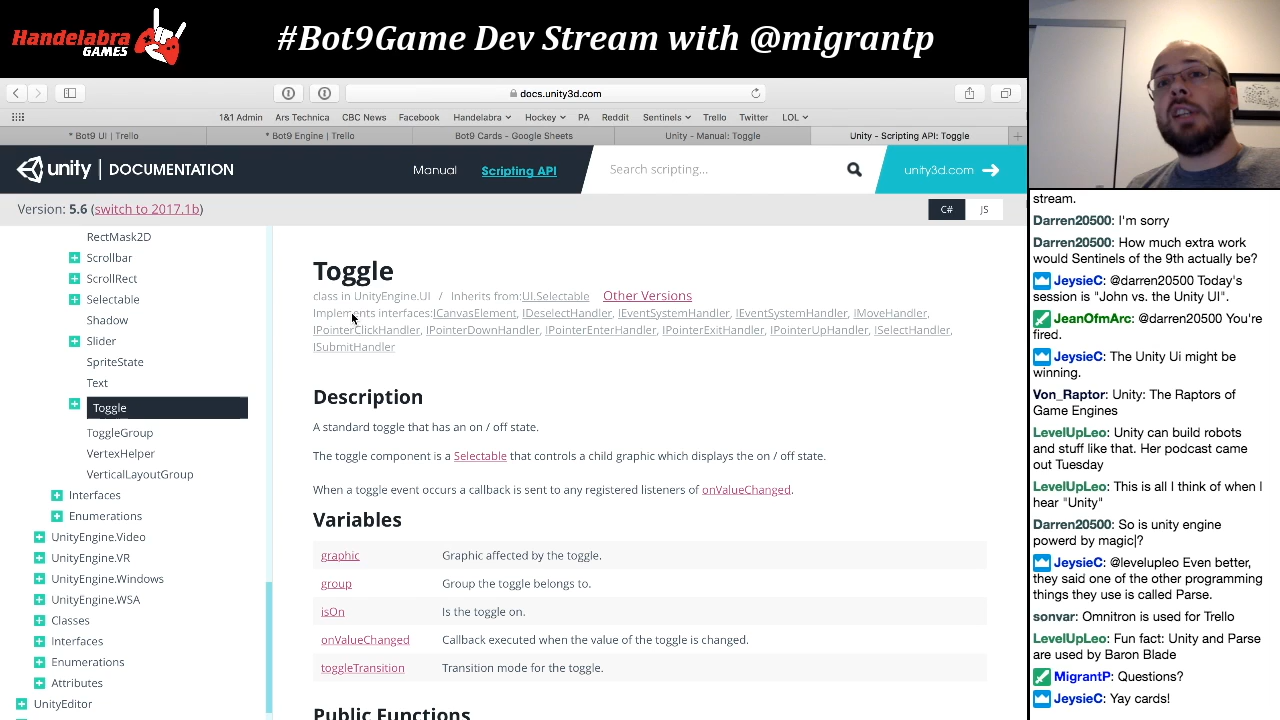 Handelabra
GAMES
#Bot9Game Dev Stream with @migrantp
docs.unity3d.com
1&1 Admin Ars Technica CBC News Facebook Handelabra Hockey PA Reddit Sentinels Trello Twitter LOL
* Bot9 UI | Trello * Bot9 Engine | Trello Bot9 Cards - Google Sheets Unity - Manual: Toggle Unity - Scripting API: Toggle
unity | DOCUMENTATION Manual Scripting API Search scripting... unity3d.com
Version: 5.6 (switch to 2017.1b) C# JS
RectMask2D
Scrollbar
ScrollRect
Selectable
Shadow
Slider
SpriteState
Text
Toggle
ToggleGroup
VertexHelper
VerticalLayoutGroup
Interfaces
Enumerations
UnityEngine.Video
UnityEngine.VR
UnityEngine.Windows
UnityEngine.WSA
Classes
Interfaces
Enumerations
Attributes
UnityEditor
Toggle
class in UnityEngine.UI / Inherits from:UI.Selectable Other Versions
Implements interfaces:ICanvasElement, IDeselectHandler, IEventSystemHandler, IEventSystemHandler, IMoveHandler,
IPointerClickHandler, IPointerDownHandler, IPointerEnterHandler, IPointerExitHandler, IPointerUpHandler, ISelectHandler,
ISubmitHandler
Description
A standard toggle that has an on / off state.
The toggle component is a Selectable that controls a child graphic which displays the on / off state.
When a toggle event occurs a callback is sent to any registered listeners of onValueChanged.
Variables
graphic Graphic affected by the toggle.
group Group the toggle belongs to.
isOn Is the toggle on.
onValueChanged Callback executed when the value of the toggle is changed.
toggleTransition Transition mode for the toggle.
Public Functions
stream.
Darren20500: I'm sorry
Darren20500: How much extra work
would Sentinels of the 9th actually be?
JeysieC: @darren20500 Today's
session is "John vs. the Unity UI".
JeanOfmArc: @darren20500 You're
fired.
JeysieC: The Unity Ui might be
winning.
Von_Raptor: Unity: The Raptors of
Game Engines
LevelUpLeo: Unity can build robots
and stuff like that. Her podcast came
out Tuesday
LevelUpLeo: This is all I think of when I
hear "Unity"
Darren20500: So is unity engine
powerd by magic|?
JeysieC: @levelupleo Even better,
they said one of the other programming
things they use is called Parse.
sonvar: Omnitron is used for Trello
LevelUpLeo: Fun fact: Unity and Parse
are used by Baron Blade
MigrantP: Questions?
JeysieC: Yay cards!